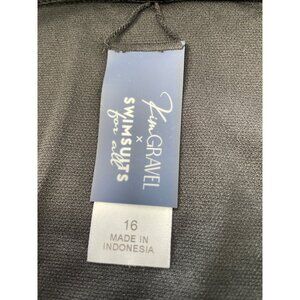 Kim GRAVEL
×
SWIMSUITS
for all
16
MADE IN
INDONESIA